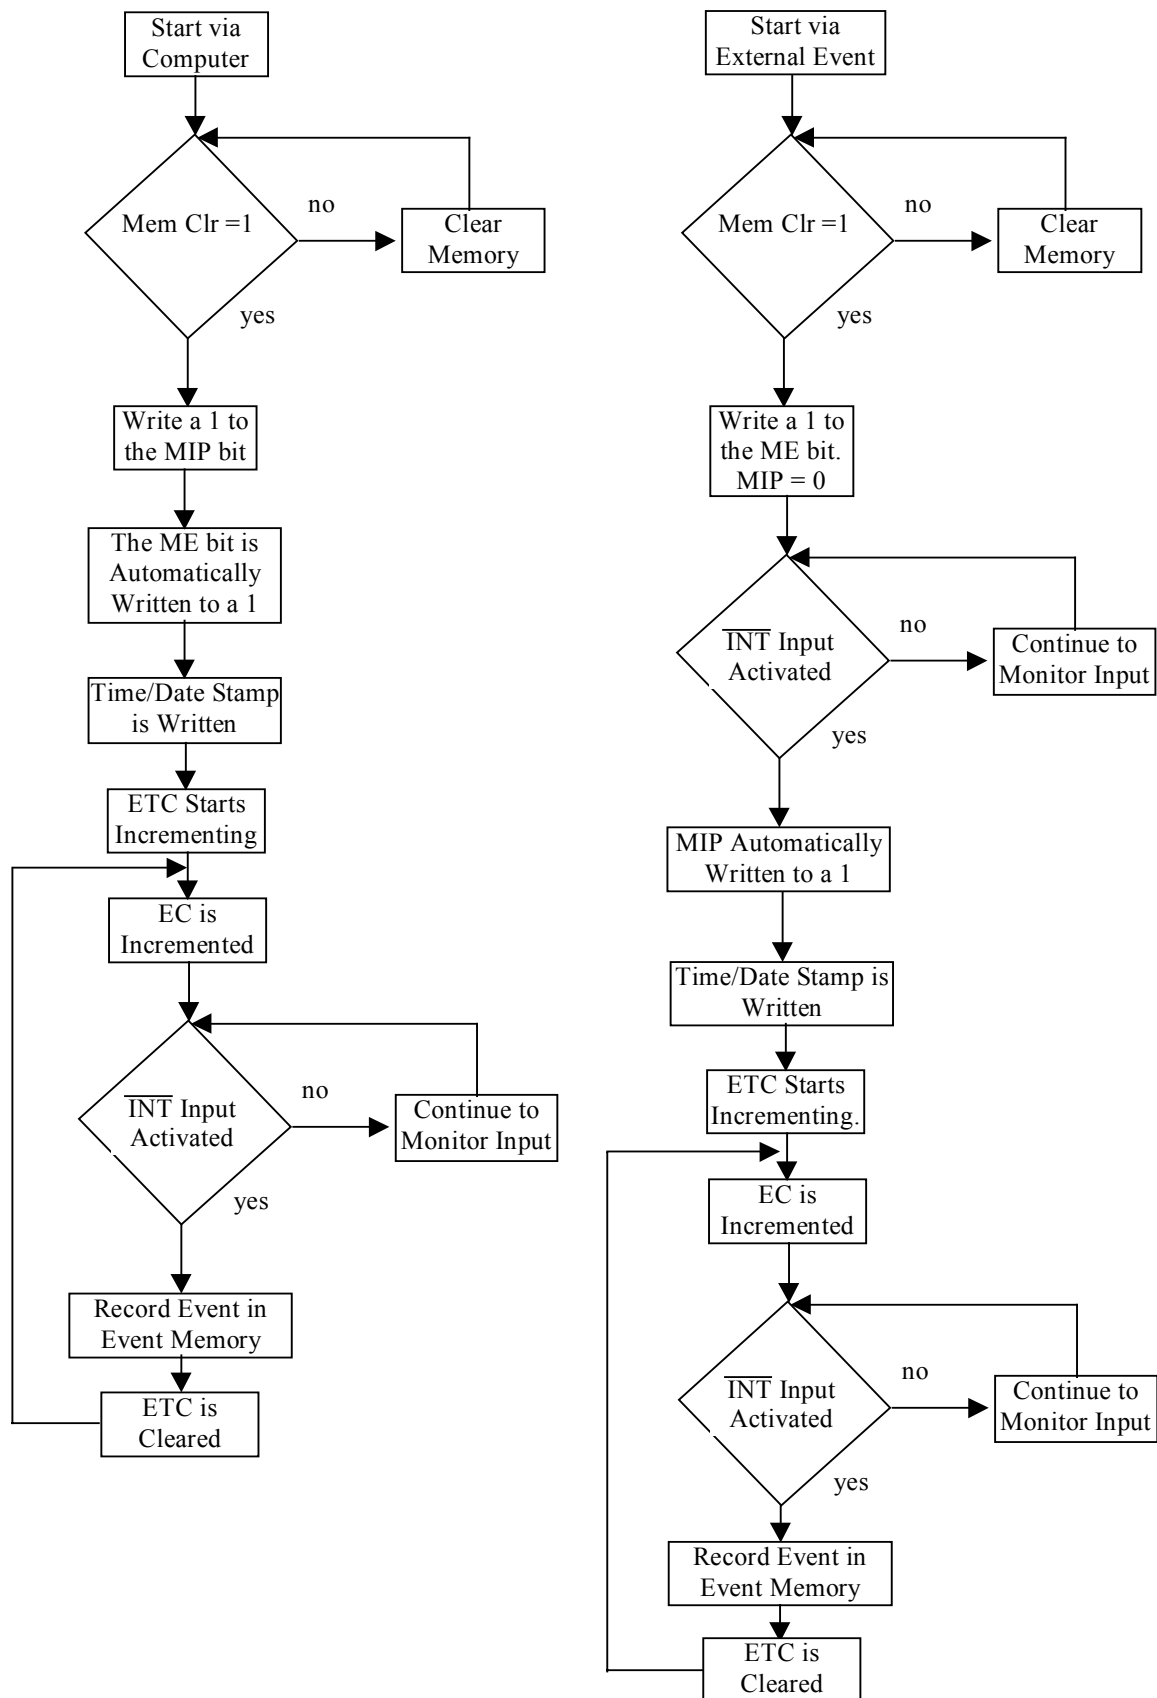 Start via
Computer
Mem Clr =1
no
Clear
Memory
yes
Write a 1 to
the MIP bit
The ME bit is
Automatically
Written to a 1
Time/Date Stamp
is Written
ETC Starts
Incrementing
EC is
Incremented
INT Input
Activated
no
Continue to
Monitor Input
yes
Record Event in
Event Memory
ETC is
Cleared
Start via
External Event
Mem Clr =1
no
Clear
Memory
yes
Write a 1 to
the ME bit.
MIP = 0
INT Input
Activated
no
Continue to
Monitor Input
yes
MIP Automatically
Written to a 1
Time/Date Stamp is
Written
ETC Starts
Incrementing.
EC is
Incremented
INT Input
Activated
no
Continue to
Monitor Input
yes
Record Event in
Event Memory
ETC is
Cleared